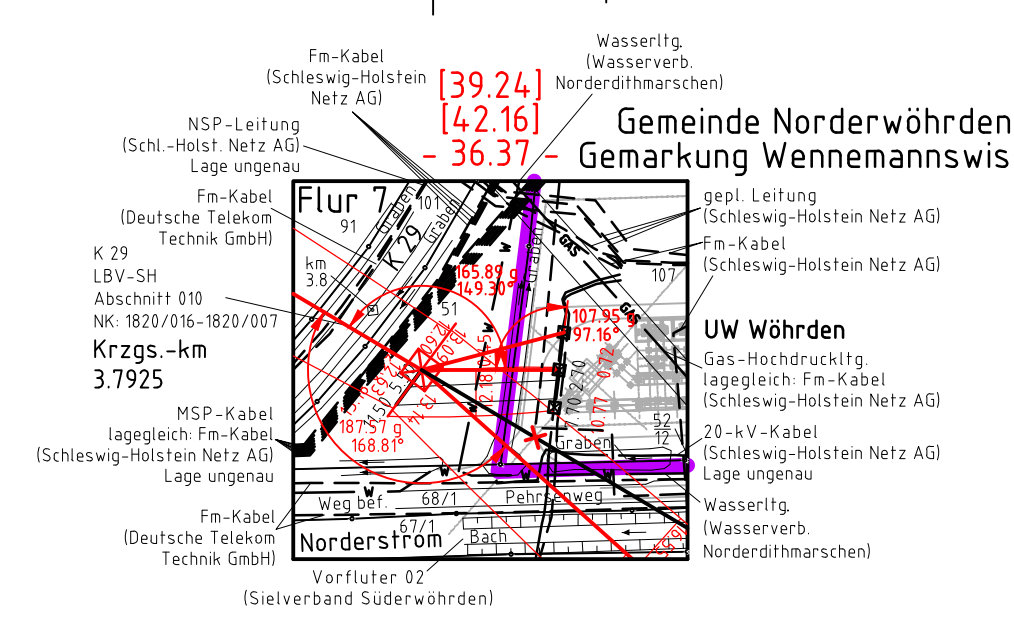 Fm-Kabel
(Schleswig-Holstein
Netz AG)
Wasserltg.
(Wasserverb.
Norderdithmarschen)
[39.24]
[42.16]
- 36.37 -
Gemeinde Norderwöhrden
Gemarkung Wennemannswis
NSP-Leitung
(Schl.-Holst. Netz AG)
Lage ungenau
Fm-Kabel
(Deutsche Telekom
Technik GmbH)
K 29
LBV-SH
Abschnitt 010
NK: 1820/016-1820/007
Krzgs.-km
3.7925
MSP-Kabel
lagegleich: Fm-Kabel
(Schleswig-Holstein Netz AG)
Lage ungenau
Fm-Kabel
(Deutsche Telekom
Technik GmbH)
Vorfluter 02
(Sielverband Süderwöhrden)
gepl. Leitung
(Schleswig-Holstein Netz AG)
Fm-Kabel
(Schleswig-Holstein Netz AG)
UW Wöhrden
Gas-Hochdruckltg.
lagegleich: Fm-Kabel
(Schleswig-Holstein Netz AG)
20-kV-Kabel
(Schleswig-Holstein Netz AG)
Lage ungenau
Wasserltg.
(Wasserverb.
Norderdithmarschen)
Flur 7
Graben
101
Graben
91
K 29
km
3.8
W
Graben
GAS
107
165.89 g
149.30°
51
GAS
107.95 g
97.16°
W
13.14
168.81°
W
0.77
52
12
Graben
W
W
W
W
Weg bef.
68/1
Pehrsenweg
67/1
Norderstrom
Bach